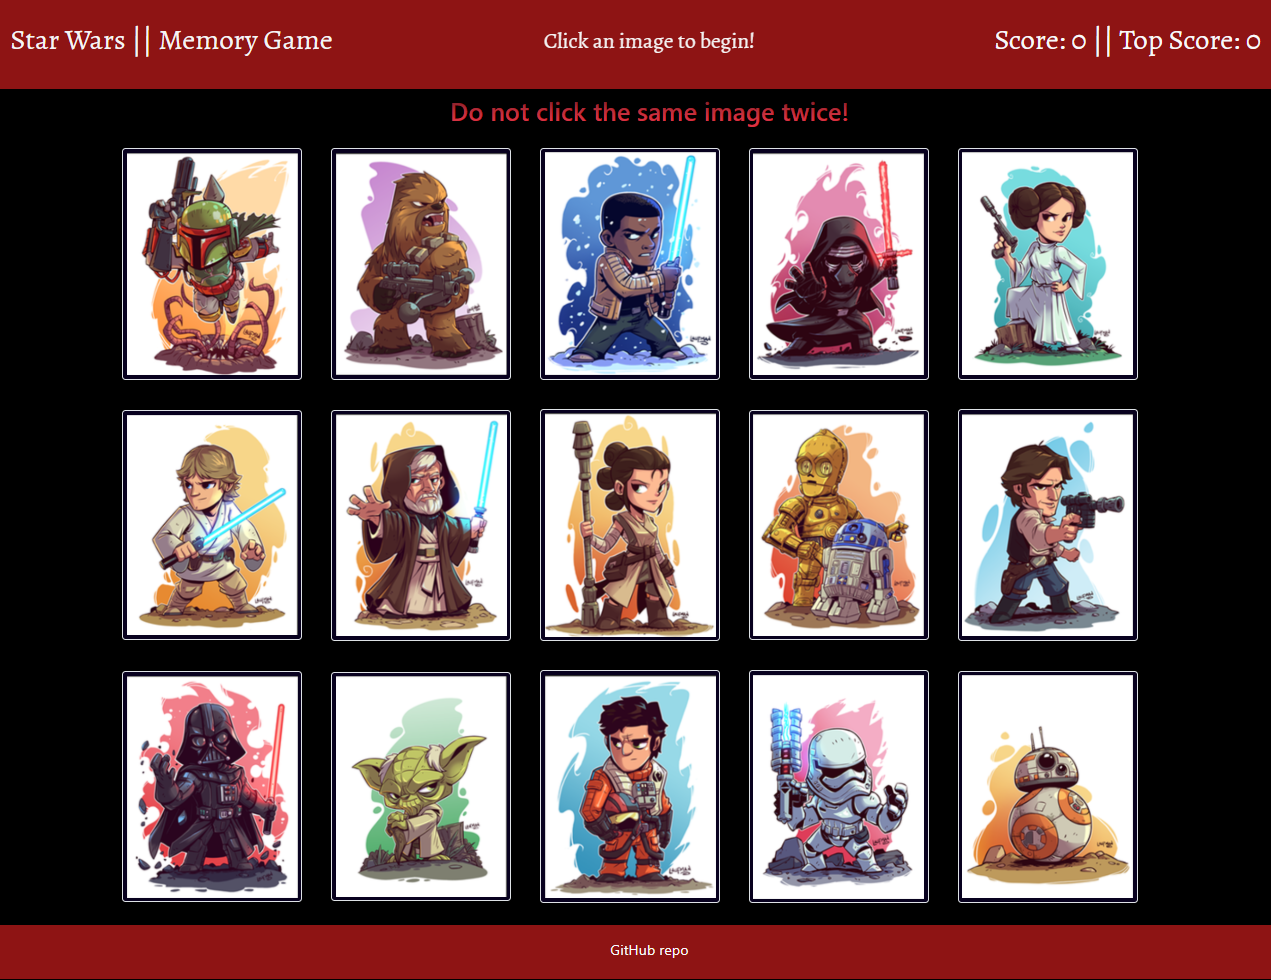 Star Wars || Memory Game
Click an image to begin!
Score: 0 || Top Score: 0
Do not click the same image twice!
GitHub repo